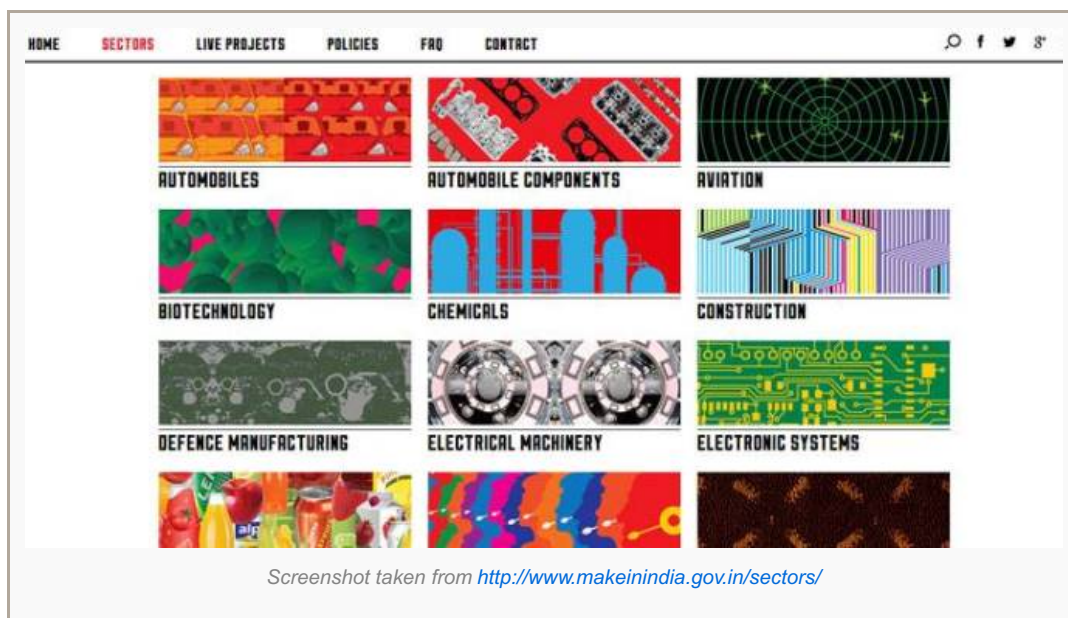 HOME SECTORS LIVE PROJECTS POLICIES FAQ CONTACT
AUTOMOBILES AUTOMOBILE COMPONENTS AVIATION
BIOTECHNOLOGY CHEMICALS CONSTRUCTION
DEFENCE MANUFACTURING ELECTRICAL MACHINERY ELECTRONIC SYSTEMS
Screenshot taken from http://www.makeinindia.gov.in/sectors/